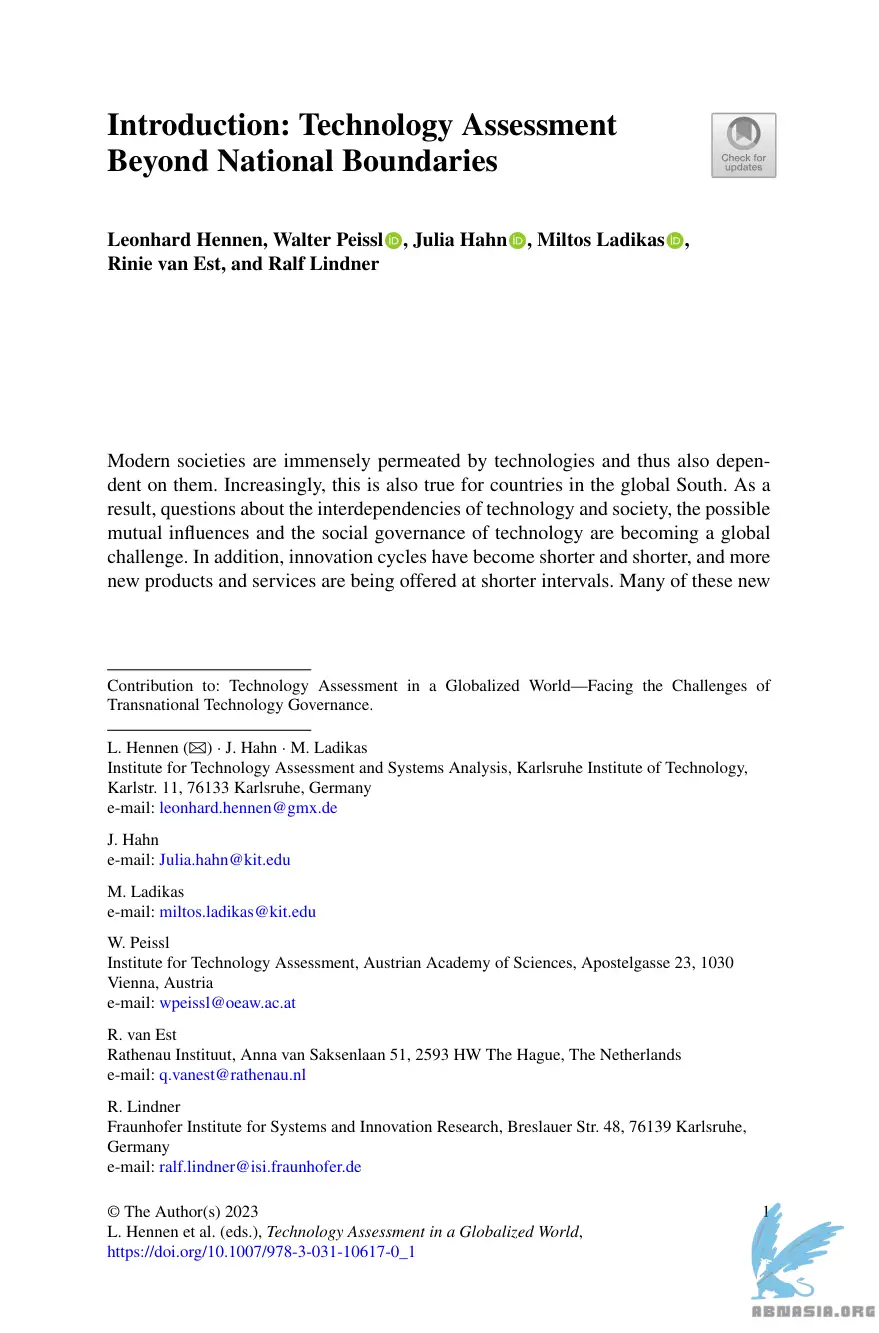 Introduction: Technology Assessment
Beyond National Boundaries
Check for
updates
Leonhard Hennen, Walter Peissl iD , Julia Hahn iD , Miltos Ladikas iD ,
Rinie van Est, and Ralf Lindner
Modern societies are immensely permeated by technologies and thus also depen-
dent on them. Increasingly, this is also true for countries in the global South. As a
result, questions about the interdependencies of technology and society, the possible
mutual influences and the social governance of technology are becoming a global
challenge. In addition, innovation cycles have become shorter and shorter, and more
new products and services are being offered at shorter intervals. Many of these new
Contribution to: Technology Assessment in a Globalized World—Facing the Challenges of
Transnational Technology Governance.
L. Hennen (✉) · J. Hahn · M. Ladikas
Institute for Technology Assessment and Systems Analysis, Karlsruhe Institute of Technology,
Karlstr. 11, 76133 Karlsruhe, Germany
e-mail: leonhard.hennen@gmx.de
J. Hahn
e-mail: Julia.hahn@kit.edu
M. Ladikas
e-mail: miltos.ladikas@kit.edu
W. Peissl
Institute for Technology Assessment, Austrian Academy of Sciences, Apostelgasse 23, 1030
Vienna, Austria
e-mail: wpeissl@oeaw.ac.at
R. van Est
Rathenau Instituut, Anna van Saksenlaan 51, 2593 HW The Hague, The Netherlands
e-mail: q.vanest@rathenau.nl
R. Lindner
Fraunhofer Institute for Systems and Innovation Research, Breslauer Str. 48, 76139 Karlsruhe,
Germany
e-mail: ralf.lindner@isi.fraunhofer.de
© The Author(s) 2023
1
L. Hennen et al. (eds.), Technology Assessment in a Globalized World,
https://doi.org/10.1007/978-3-031-10617-0_1
ABNASIA.ORG